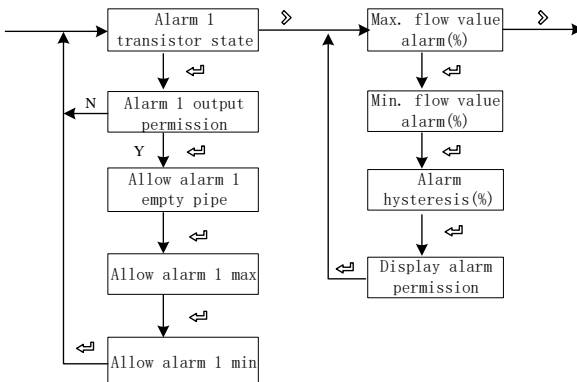 Alarm 1
transistor state
Max. flow value
alarm(%)
Alarm 1 output
permission
N
Min. flow value
alarm(%)
Y
Allow alarm 1
empty pipe
Alarm
hysteresis(%)
Allow alarm 1 max
Display alarm
permission
Allow alarm 1 min